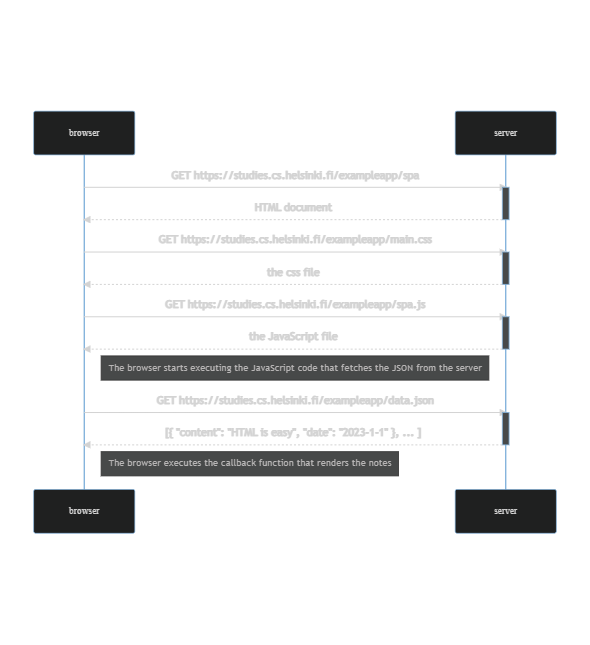 browser server
GET https://studies.cs.helsinki.fi/exampleapp/spa
HTML document
GET https://studies.cs.helsinki.fi/exampleapp/main.css
the css file
GET https://studies.cs.helsinki.fi/exampleapp/spa.js
the JavaScript file
The browser starts executing the JavaScript code that fetches the JSON from the server
GET https://studies.cs.helsinki.fi/exampleapp/data.json
[{ "content": "HTML is easy", "date": "2023-1-1" }, ... ]
The browser executes the callback function that renders the notes
browser server